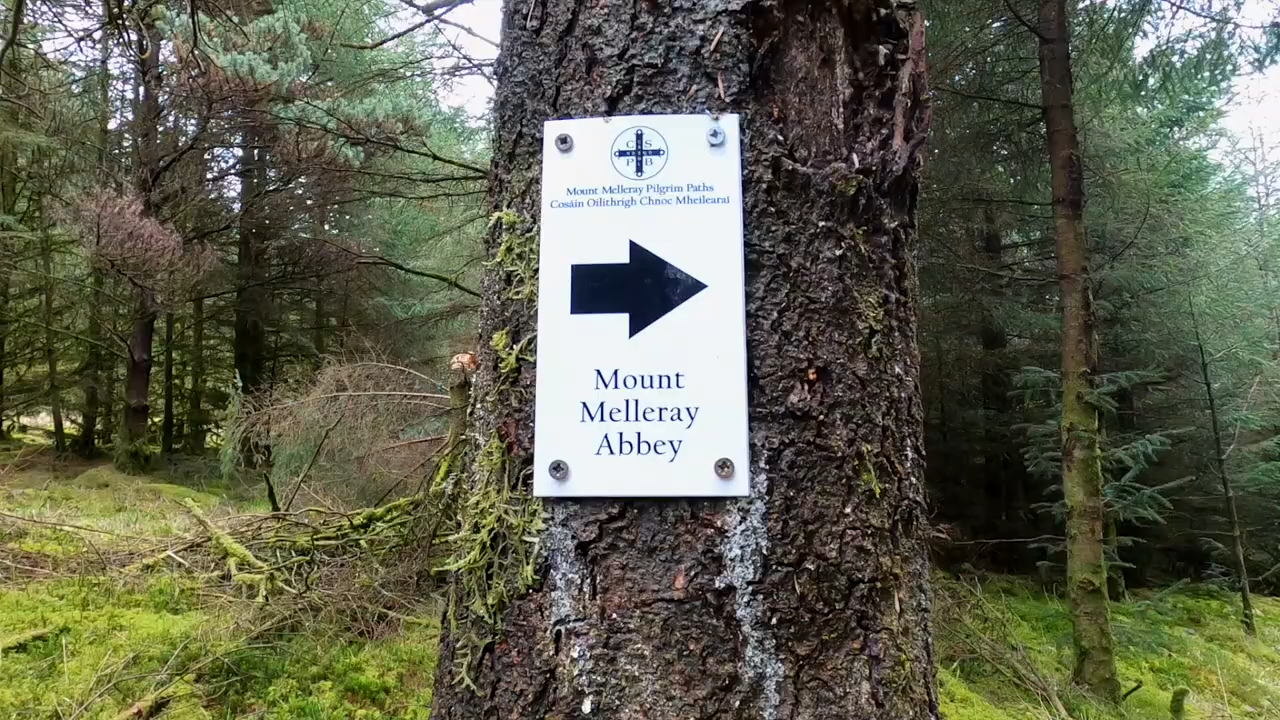 C S
P B
Mount Melleray Pilgrim Paths
Cosáin Oilithrigh Chnoc Mheilearaí
Mount
Melleray
Abbey